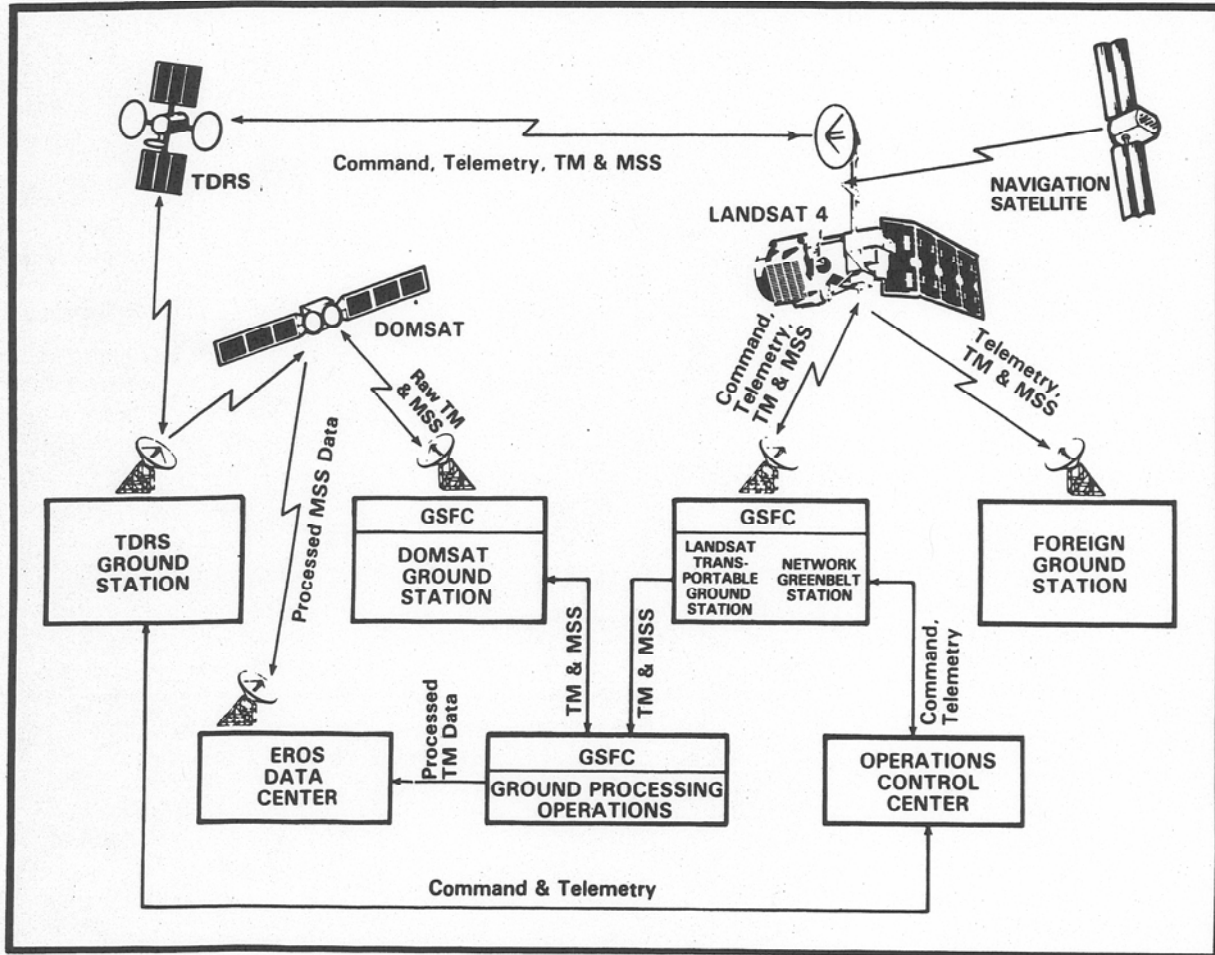 TDRS
Command, Telemetry, TM & MSS
NAVIGATION
SATELLITE
LANDSAT 4
DOMSAT
Raw TM
& MSS
Command,
Telemetry,
TM & MSS
Telemetry,
TM & MSS
Processed MSS Data
TDRS
GROUND
STATION
GSFC
DOMSAT
GROUND
STATION
GSFC
LANDSAT
TRANS-
PORTABLE
GROUND
STATION
NETWORK
GREENBELT
STATION
FOREIGN
GROUND
STATION
TM & MSS
TM & MSS
Command,
Telemetry
Processed
TM Data
EROS
DATA
CENTER
GSFC
GROUND PROCESSING
OPERATIONS
OPERATIONS
CONTROL
CENTER
Command & Telemetry